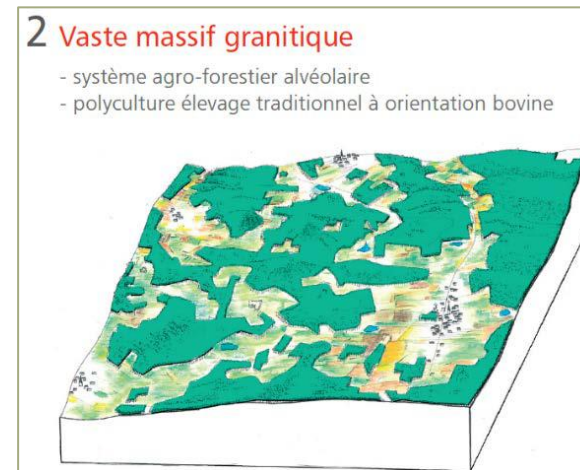 2 Vaste massif granitique
- système agro-forestier alvéolaire
- polyculture élevage traditionnel à orientation bovine